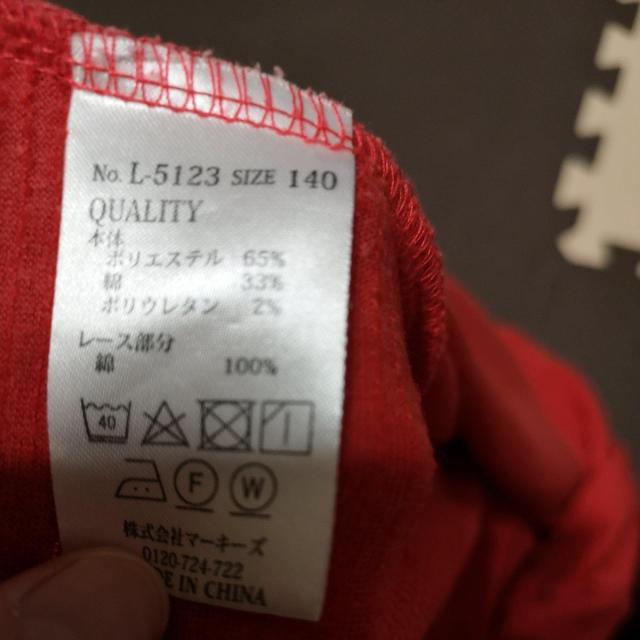 No. L-5123 SIZE 140
QUALITY
本体
ポリエステル 65%
綿 33%
ポリウレタン 2%
レース部分
綿 100%
40
F W
株式会社マーキーズ
0120-724-722
IN CHINA